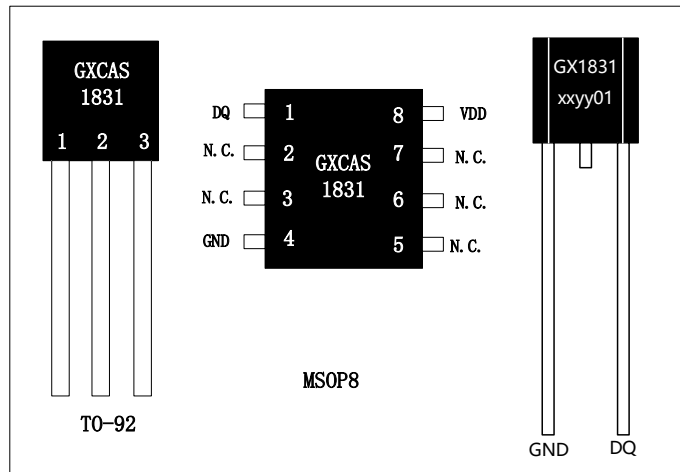 GXCAS
1831
1 2 3
TO-92
DQ 1 8 VDD
N.C. 2 7 N.C.
GXCAS
1831
N.C. 3 6 N.C.
GND 4 5 N.C.
MSOP8
GX1831
xxyy01
GND DQ